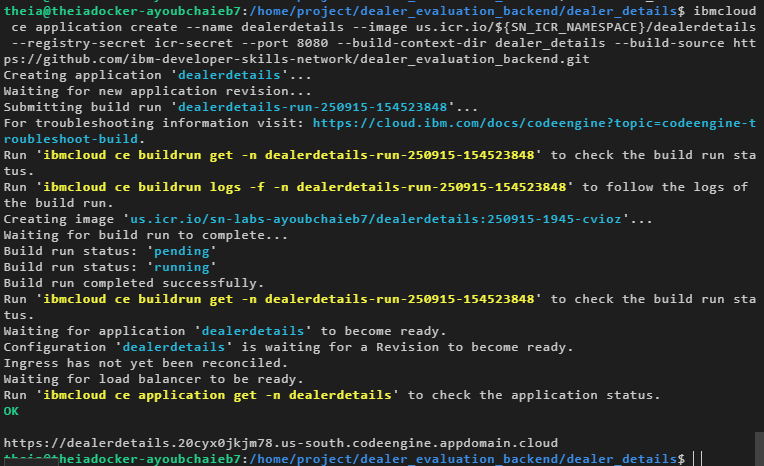 theia@theiadocker-ayoubchaieb7:/home/project/dealer_evaluation_backend/dealer_details$ ibmcloud
 ce application create --name dealerdetails --image us.icr.io/${SN_ICR_NAMESPACE}/dealerdetails
 --registry-secret icr-secret --port 8080 --build-context-dir dealer_details --build-source htt
ps://github.com/ibm-developer-skills-network/dealer_evaluation_backend.git
Creating application 'dealerdetails'...
Waiting for new application revision...
Submitting build run 'dealerdetails-run-250915-154523848'...
For troubleshooting information visit: https://cloud.ibm.com/docs/codeengine?topic=codeengine-t
roubleshoot-build.
Run 'ibmcloud ce buildrun get -n dealerdetails-run-250915-154523848' to check the build run sta
tus.
Run 'ibmcloud ce buildrun logs -f -n dealerdetails-run-250915-154523848' to follow the logs of
the build run.
Creating image 'us.icr.io/sn-labs-ayoubchaieb7/dealerdetails:250915-1945-cvioz'...
Waiting for build run to complete...
Build run status: 'pending'
Build run status: 'running'
Build run completed successfully.
Run 'ibmcloud ce buildrun get -n dealerdetails-run-250915-154523848' to check the build run sta
tus.
Waiting for application 'dealerdetails' to become ready.
Configuration 'dealerdetails' is waiting for a Revision to become ready.
Ingress has not yet been reconciled.
Waiting for load balancer to be ready.
Run 'ibmcloud ce application get -n dealerdetails' to check the application status.
OK
https://dealerdetails.20cyx0jkjm78.us-south.codeengine.appdomain.cloud
theia@theiadocker-ayoubchaieb7:/home/project/dealer_evaluation_backend/dealer_details$